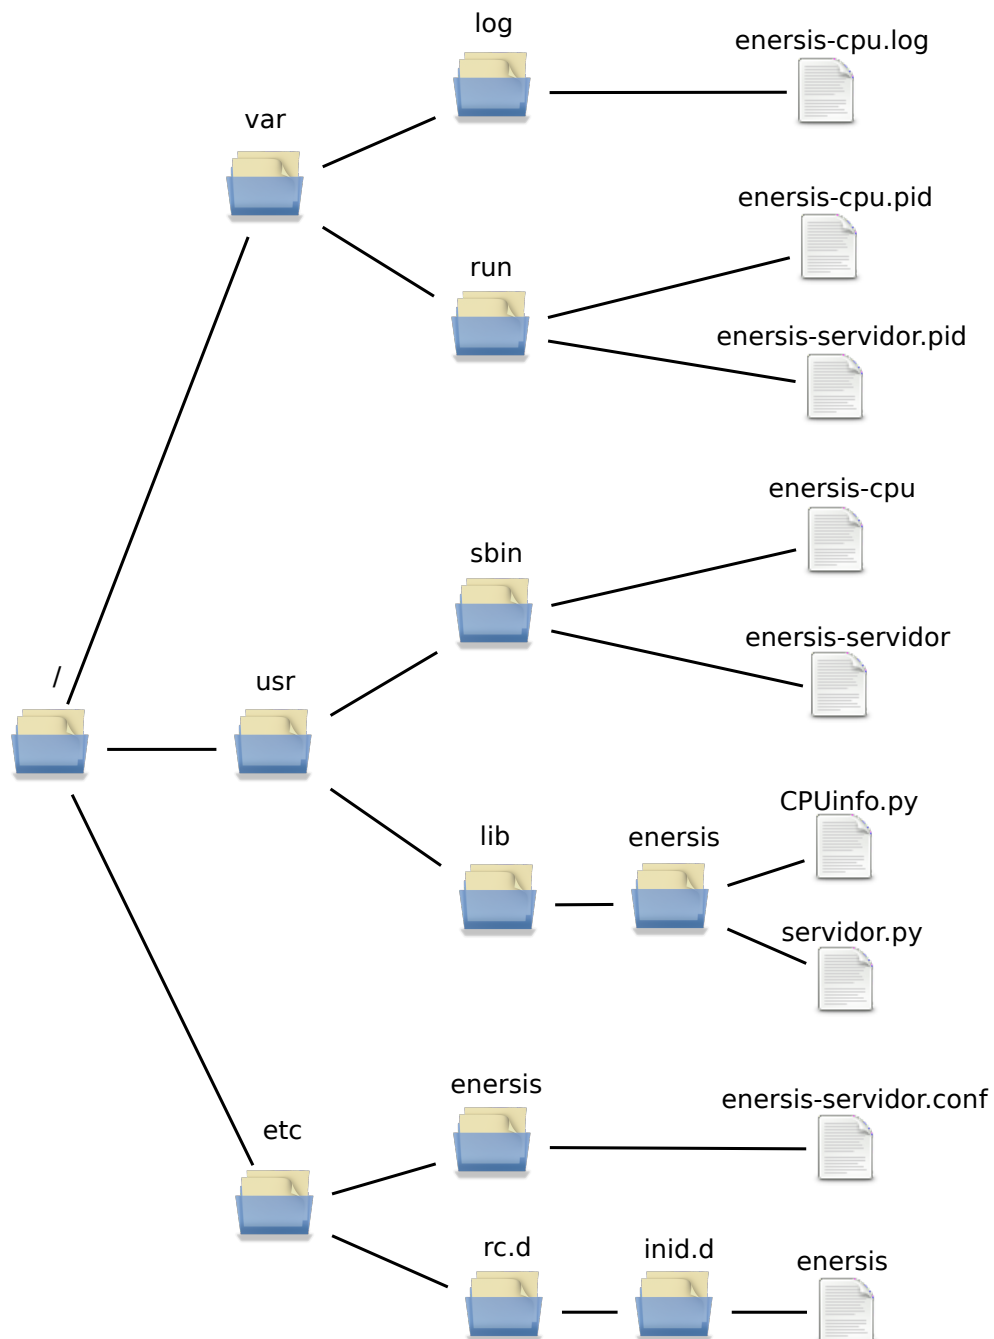 log
enersis-cpu.log
var
enersis-cpu.pid
run
enersis-servidor.pid
enersis-cpu
sbin
enersis-servidor
/
usr
CPUinfo.py
lib
enersis
servidor.py
enersis
enersis-servidor.conf
etc
rc.d
inid.d
enersis